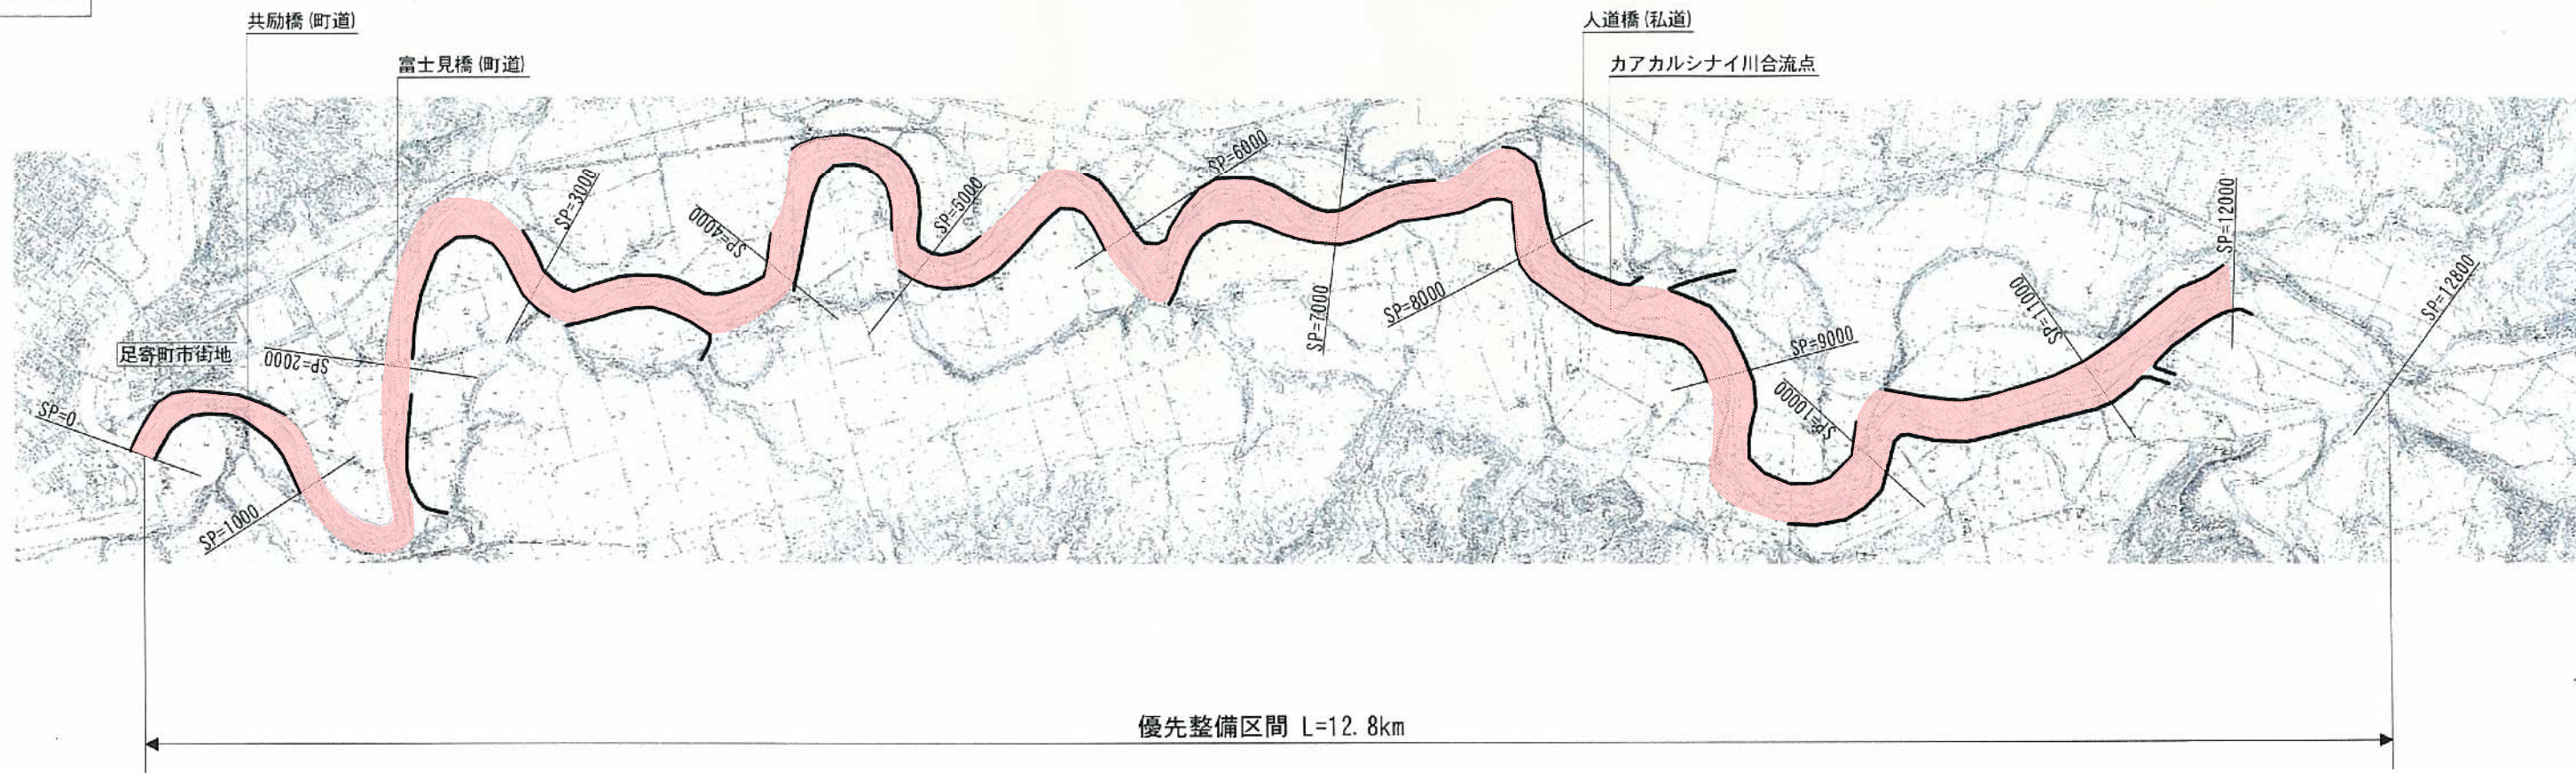 共励橋(町道)
富士見橋(町道)
人道橋(私道)
カアカルシナイ川合流点
足寄町市街地
SP=0
SP=1000
SP=2000
SP=3000
SP=4000
SP=5000
SP=6000
SP=7000
SP=8000
SP=9000
SP=10000
SP=11000
SP=12000
SP=12800
優先整備区間 L=12.8km